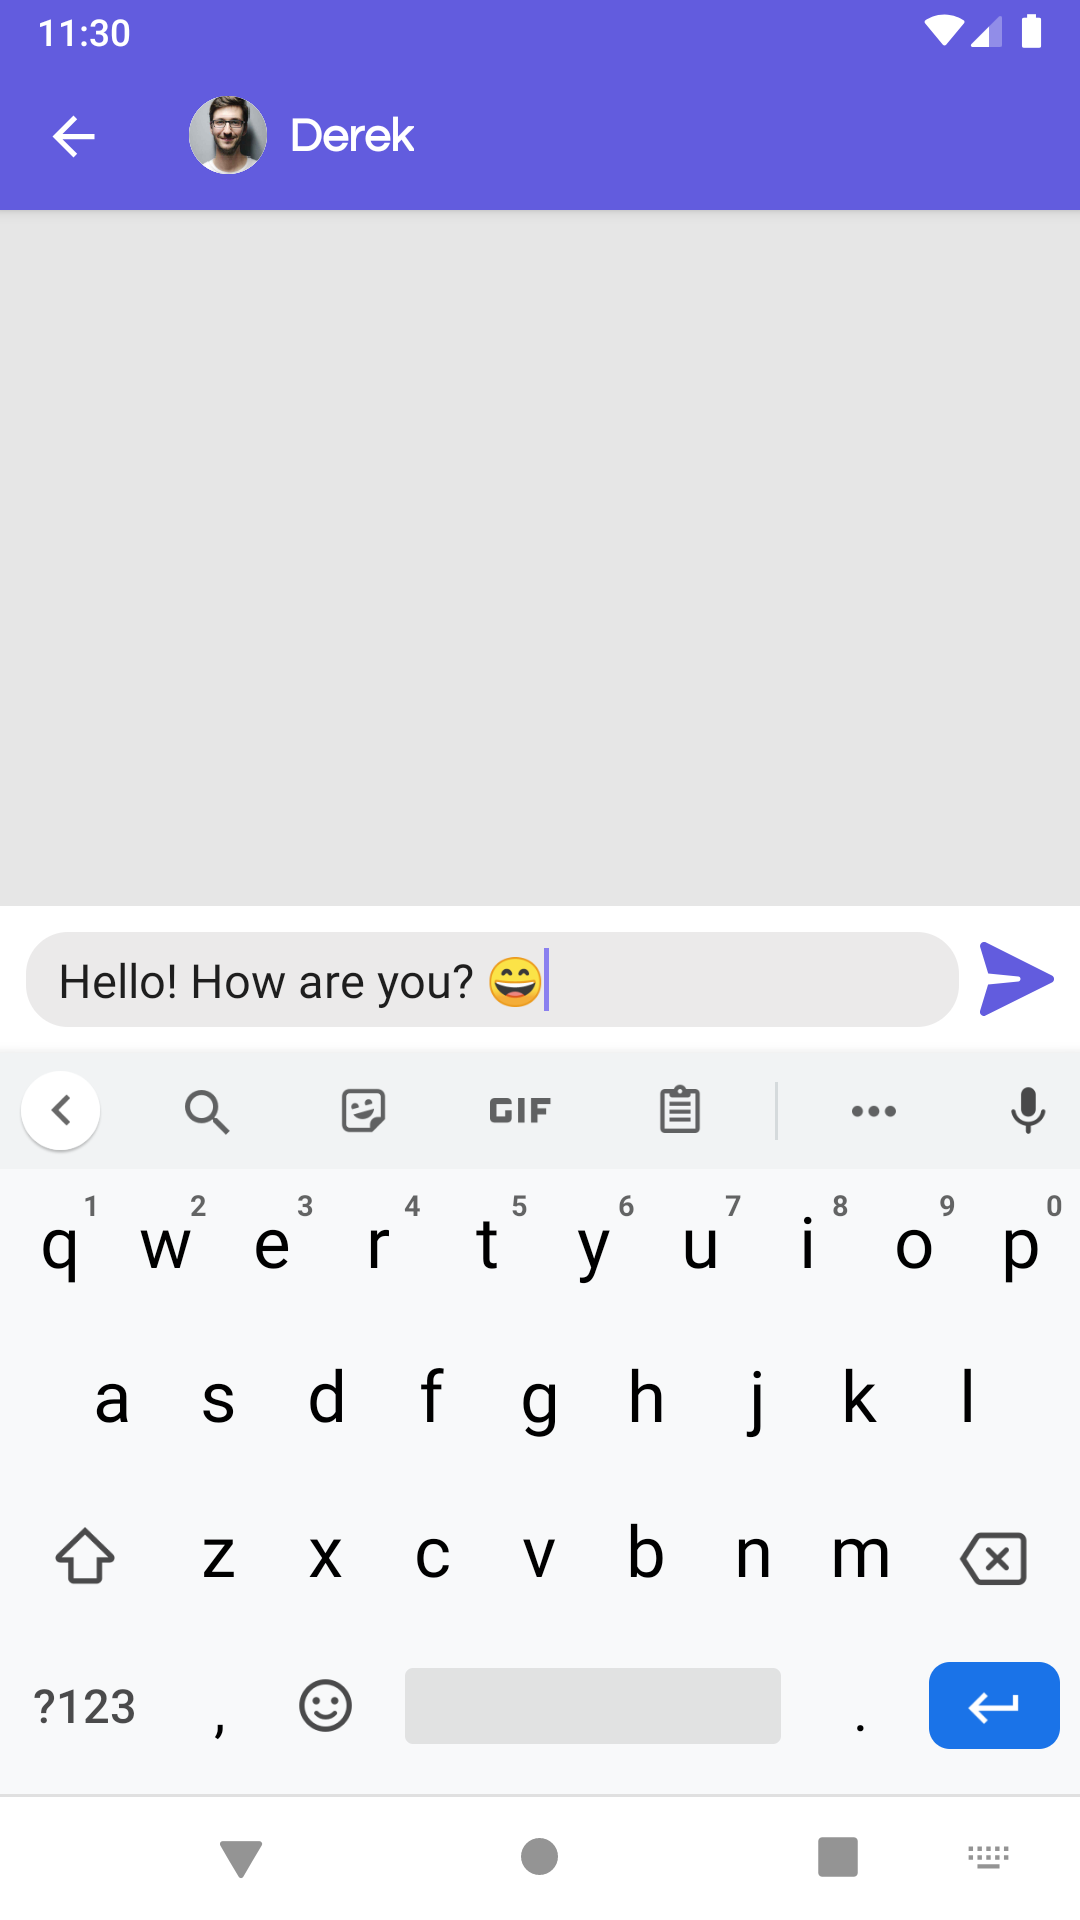 11:30
Derek
Hello! How are you? 😄
GIF
1 2 3 4 5 6 7 8 9 0
q w e r t y u i o p
a s d f g h j k l
z x c v b n m
?123 , .